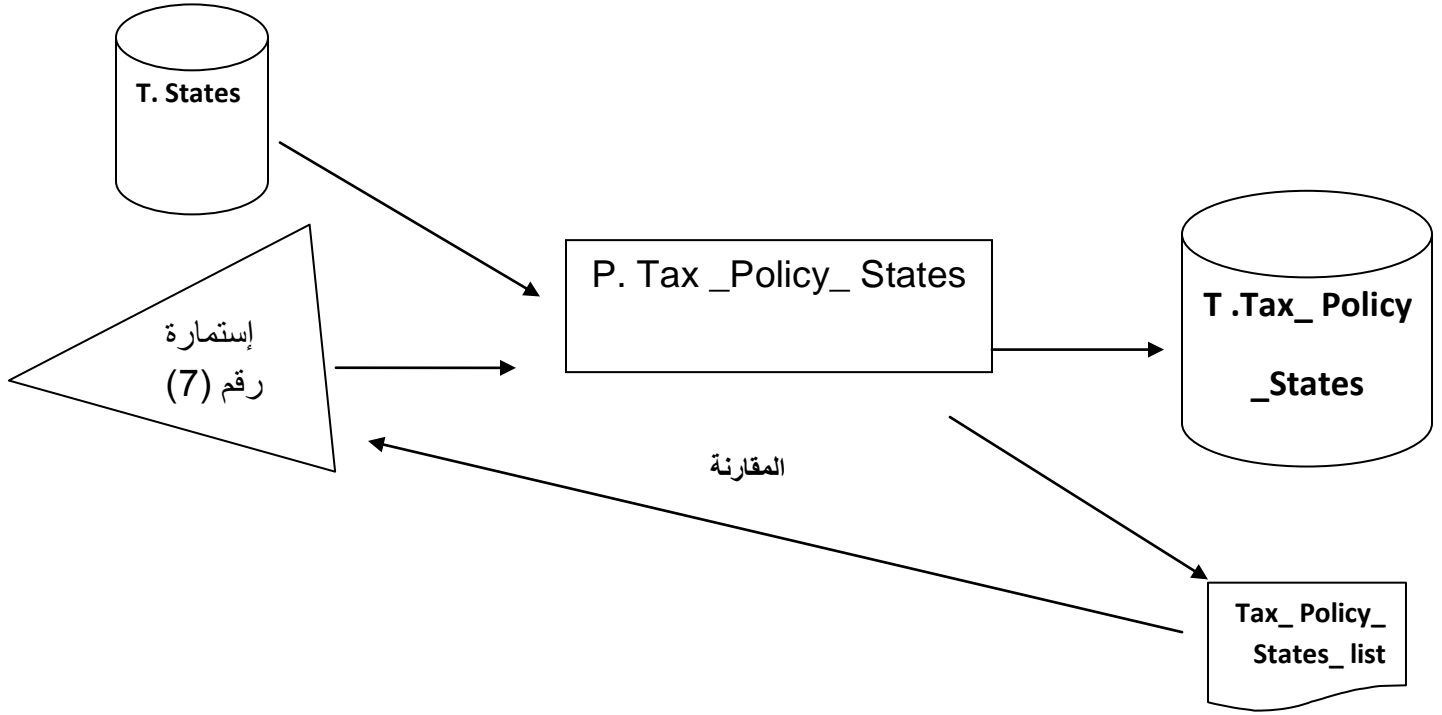 T. States
P. Tax _Policy_ States
T .Tax_ Policy
_States
إستمارة
رقم (7)
المقارنة
Tax_ Policy_
States_ list